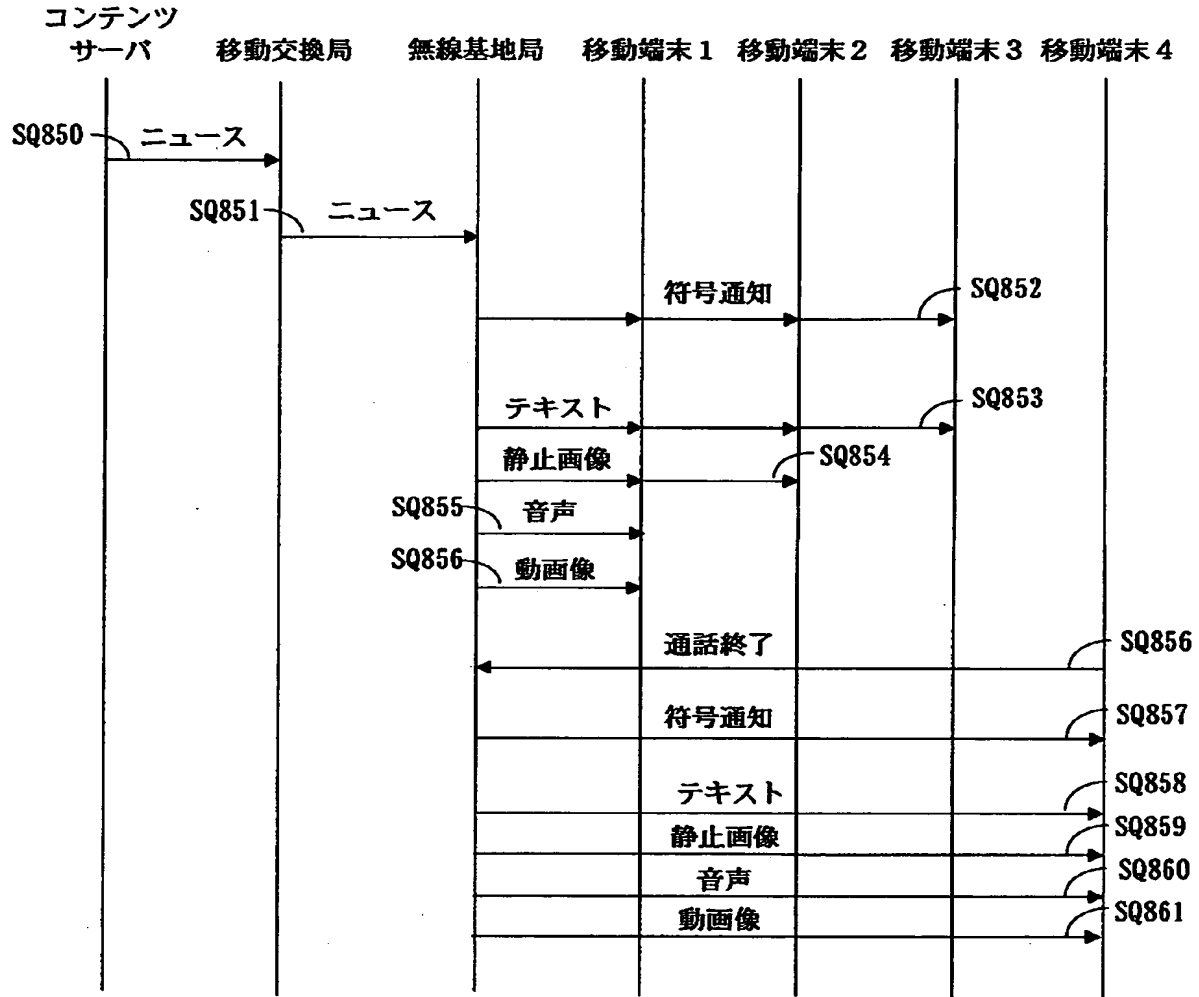 コンテンツ
サーバ 移動交換局 無線基地局 移動端末1 移動端末2 移動端末3 移動端末4
SQ850 ニュース
SQ851 ニュース
符号通知 SQ852
テキスト SQ853
静止画像 SQ854
SQ855 音声
SQ856 動画像
通話終了 SQ856
符号通知 SQ857
テキスト SQ858
静止画像 SQ859
音声 SQ860
動画像 SQ861